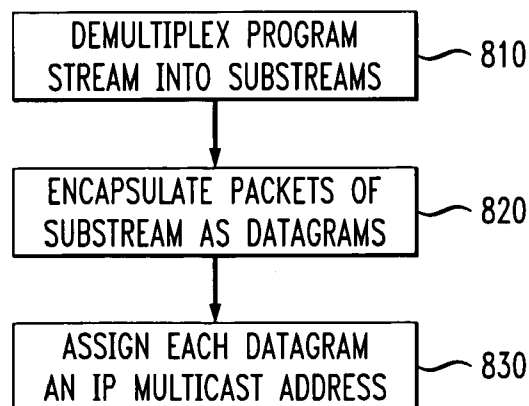 DEMULTIPLEX PROGRAM
STREAM INTO SUBSTREAMS
810
ENCAPSULATE PACKETS OF
SUBSTREAM AS DATAGRAMS
820
ASSIGN EACH DATAGRAM
AN IP MULTICAST ADDRESS
830